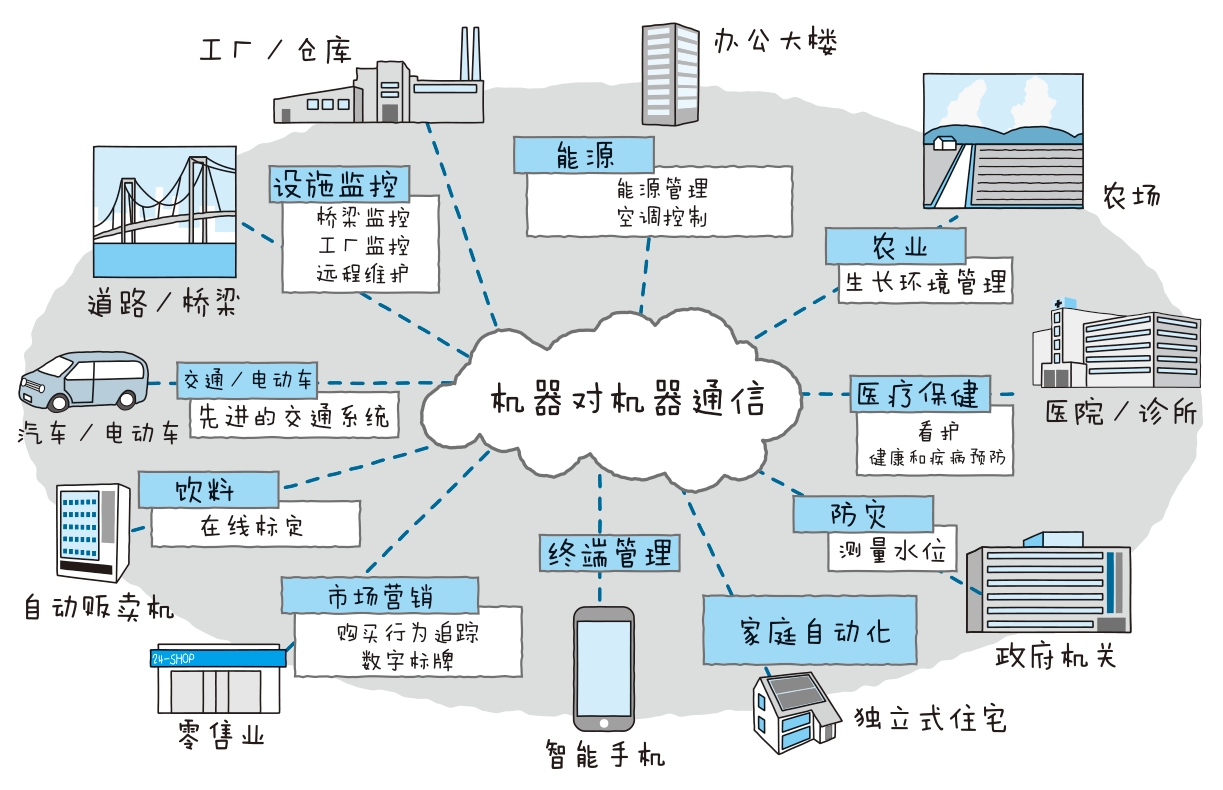 工厂/仓库
办公大楼
设施监控
桥梁监控
工厂监控
远程维护
能源
能源管理
空调控制
农场
农业
生长环境管理
道路/桥梁
交通/电动车
先进的交通系统
汽车/电动车
机器对机器通信
医疗保健
看护
健康和疾病预防
医院/诊所
饮料
在线标定
自动贩卖机
终端管理
防灾
测量水位
政府机关
市场营销
购买行为追踪
数字标牌
24-SHOP
零售业
智能手机
家庭自动化
独立式住宅